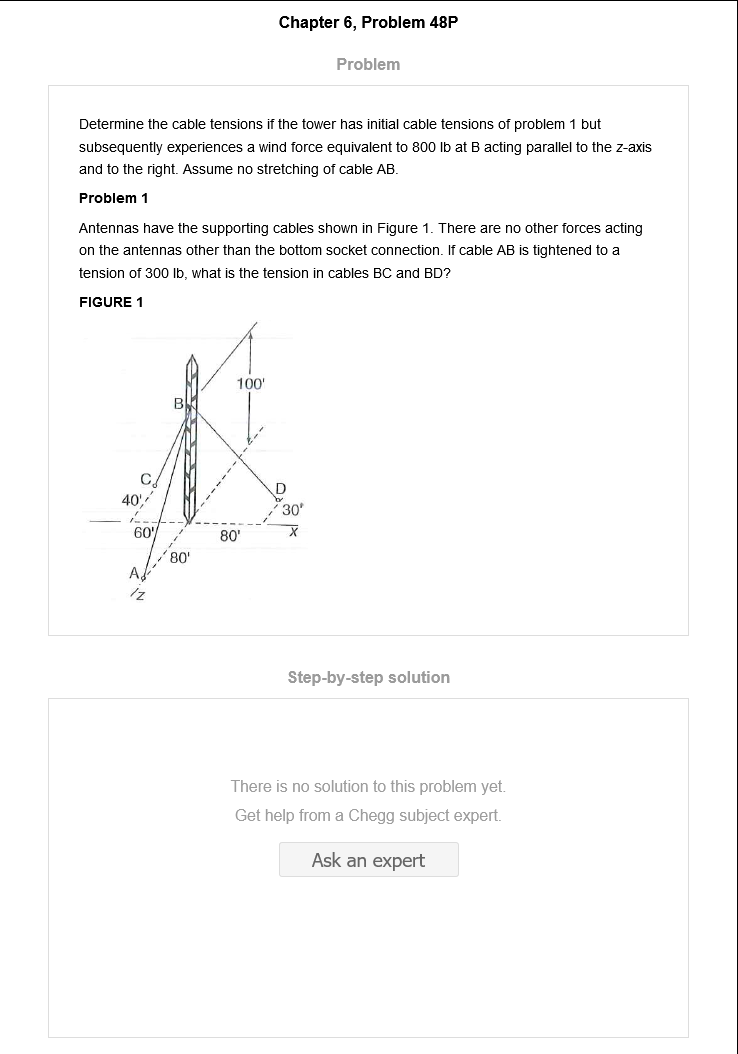 Chapter 6, Problem 48P
Problem
Determine the cable tensions if the tower has initial cable tensions of problem 1 but
subsequently experiences a wind force equivalent to 800 lb at B acting parallel to the z-axis
and to the right. Assume no stretching of cable AB.
Problem 1
Antennas have the supporting cables shown in Figure 1. There are no other forces acting
on the antennas other than the bottom socket connection. If cable AB is tightened to a
tension of 300 lb, what is the tension in cables BC and BD?
FIGURE 1
100'
B
C
D
40'
30'
60'
80'
X
80'
A
Z
Step-by-step solution
There is no solution to this problem yet.
Get help from a Chegg subject expert.
Ask an expert